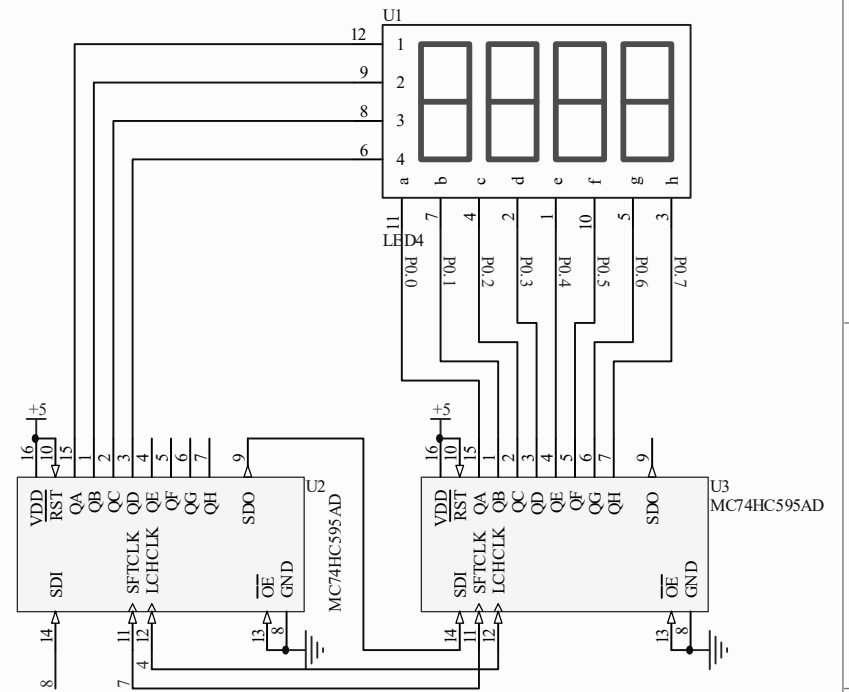 U1
12 1
9 2
8 3
6 4
a b c d e f g h
11 7 4 2 1 10 5 3
LED4
P0.0 P0.1 P0.2 P0.3 P0.4 P0.5 P0.6 P0.7
+5
+5
16 10 15 1 2 3 4 5 6 7 9
16 10 15 1 2 3 4 5 6 7 9
VDD RST QA QB QC QD QE QF QG QH SDO
U2
MC74HC595AD
VDD RST QA QB QC QD QE QF QG QH SDO
U3
MC74HC595AD
SDI SFTCLK LCHCLK OE GND
SDI SFTCLK LCHCLK OE GND
14 11 12 13 8
14 11 12 13 8
8 7 4